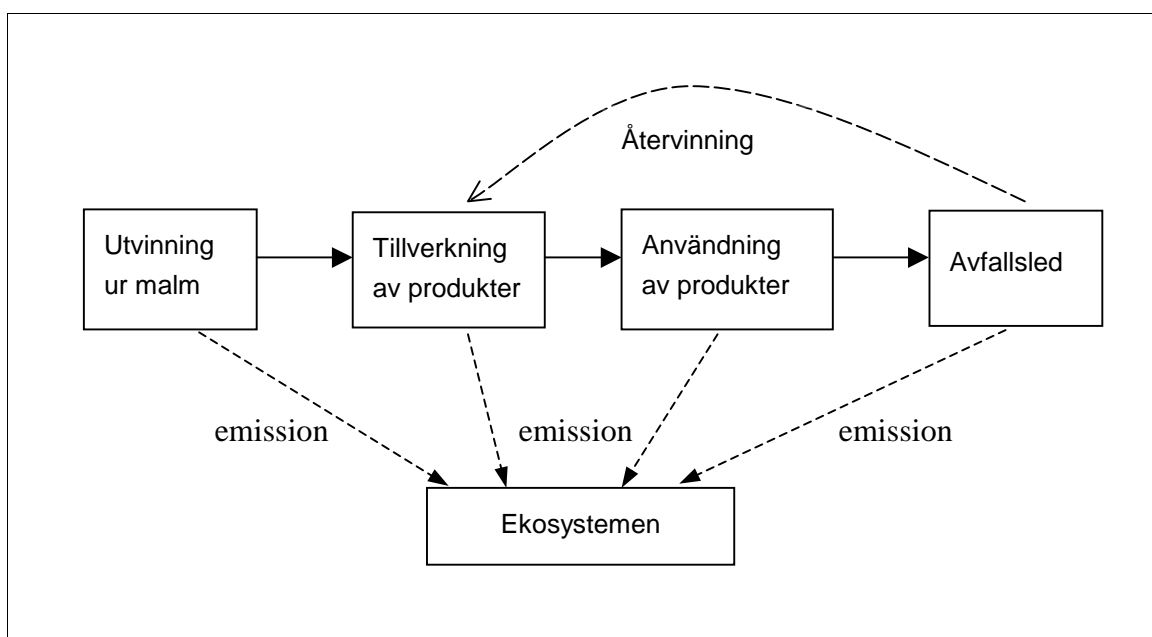 Återvinning
Utvinning
ur malm
Tillverkning
av produkter
Användning
av produkter
Avfallsled
emission
emission
emission
Ekosystemen